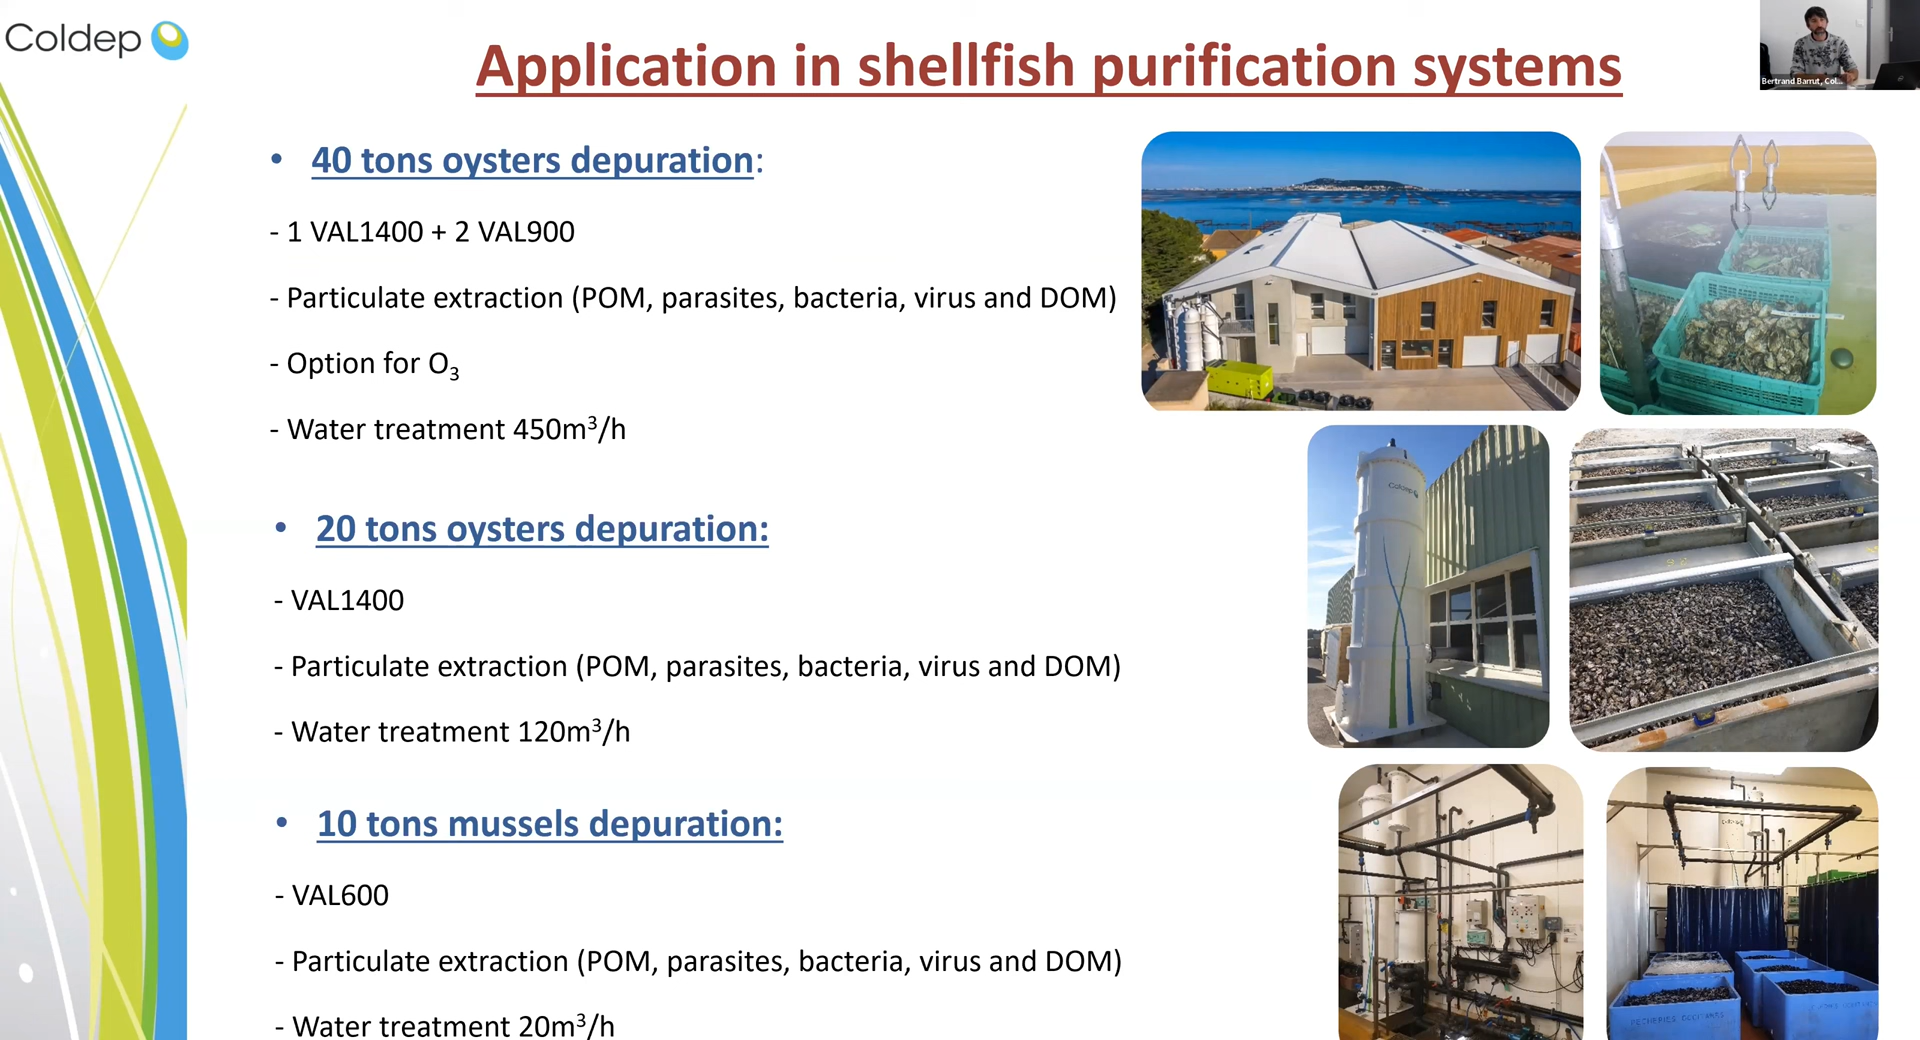 Coldep
Application in shellfish purification systems
Bertrand Barrut, Col...
• 40 tons oysters depuration:
- 1 VAL1400 + 2 VAL900
- Particulate extraction (POM, parasites, bacteria, virus and DOM)
- Option for O₃
- Water treatment 450m³/h
• 20 tons oysters depuration:
- VAL1400
- Particulate extraction (POM, parasites, bacteria, virus and DOM)
- Water treatment 120m³/h
• 10 tons mussels depuration:
- VAL600
- Particulate extraction (POM, parasites, bacteria, virus and DOM)
- Water treatment 20m³/h
Coldep